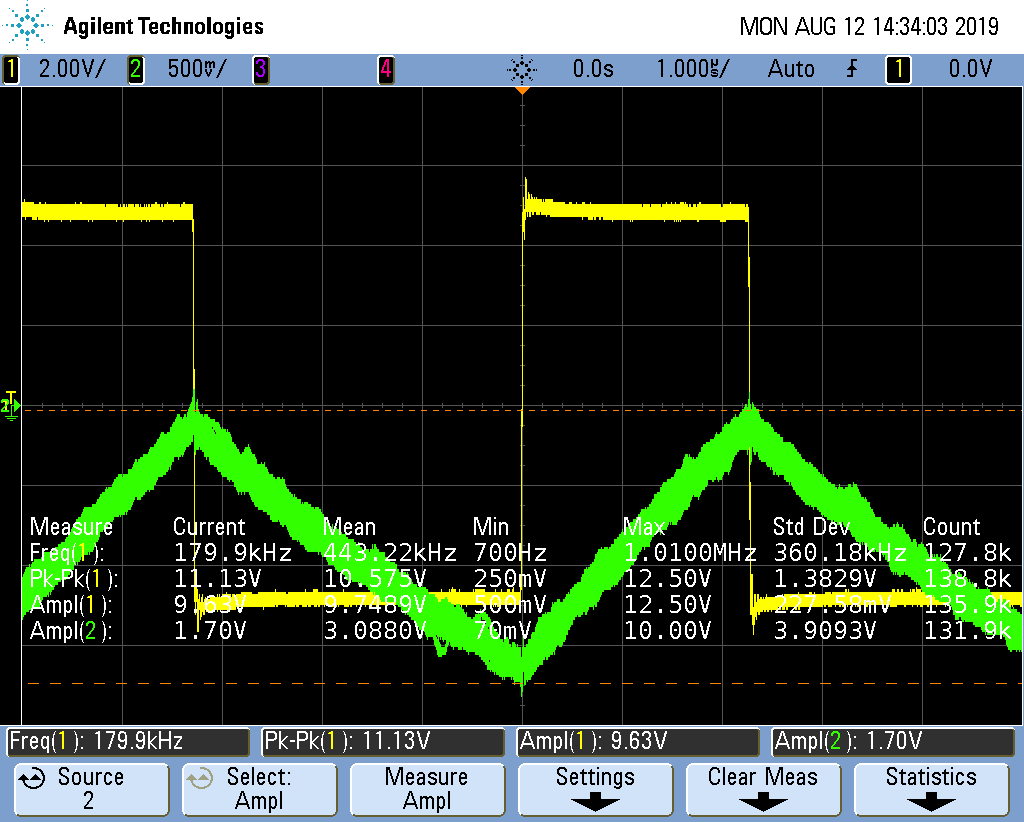 Agilent Technologies MON AUG 12 14:34:03 2019
1 2.00V/ 2 500mV/ 3 4 0.0s 1.000us/ Auto 1 0.0V
T
2
Measure Current Mean Min Max Std Dev Count
Freq(1): 179.9kHz 443.22kHz 700Hz 1.0100MHz 360.18kHz 127.8k
Pk-Pk(1): 11.13V 10.575V 250mV 12.50V 1.3829V 138.8k
Ampl(1): 9.63V 9.7489V 500mV 12.50V 227.58mV 135.9k
Ampl(2): 1.70V 3.0880V 70mV 10.00V 3.9093V 131.9k
Freq(1): 179.9kHz Pk-Pk(1): 11.13V Ampl(1): 9.63V Ampl(2): 1.70V
Source Select: Measure Settings Clear Meas Statistics
2 Ampl Ampl